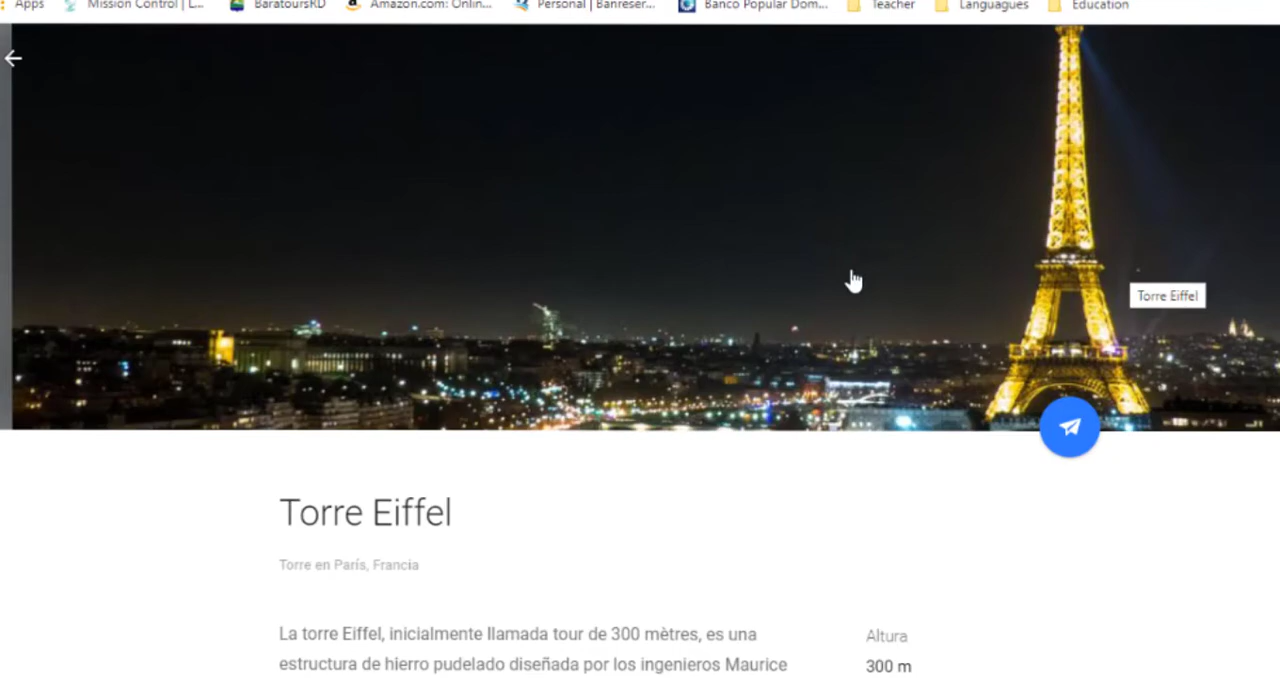 Apps
Mission Control | L...
BaratoursRD
Amazon.com: Onlin...
Personal | Banreser...
Banco Popular Dom...
Teacher
Languagues
Education
Torre Eiffel
Torre Eiffel
Torre en París, Francia
La torre Eiffel, inicialmente llamada tour de 300 mètres, es una
estructura de hierro pudelado diseñada por los ingenieros Maurice
Altura
300 m